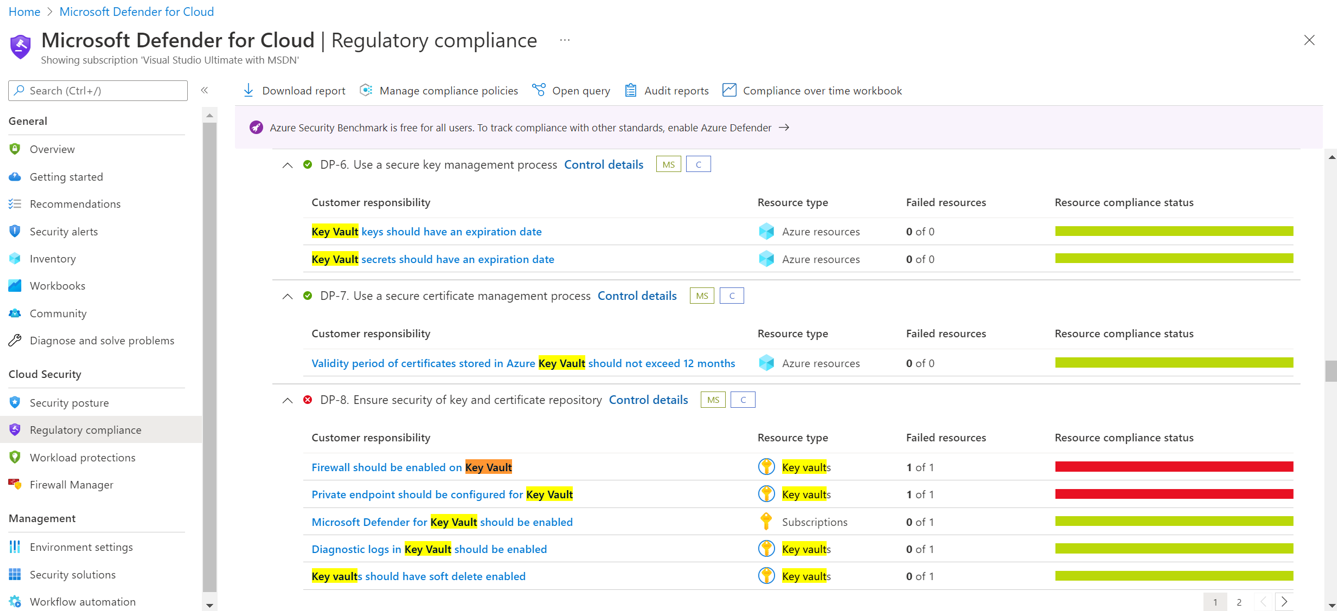 Home > Microsoft Defender for Cloud
Microsoft Defender for Cloud | Regulatory compliance ...
Showing subscription 'Visual Studio Ultimate with MSDN'
Search (Ctrl+/) «
General
Overview
Getting started
Recommendations
Security alerts
Inventory
Workbooks
Community
Diagnose and solve problems
Cloud Security
Security posture
Regulatory compliance
Workload protections
Firewall Manager
Management
Environment settings
Security solutions
Workflow automation
Download report Manage compliance policies Open query Audit reports Compliance over time workbook
Azure Security Benchmark is free for all users. To track compliance with other standards, enable Azure Defender →
DP-6. Use a secure key management process Control details MS C
Customer responsibility Resource type Failed resources Resource compliance status
Key Vault keys should have an expiration date Azure resources 0 of 0
Key Vault secrets should have an expiration date Azure resources 0 of 0
DP-7. Use a secure certificate management process Control details MS C
Customer responsibility Resource type Failed resources Resource compliance status
Validity period of certificates stored in Azure Key Vault should not exceed 12 months Azure resources 0 of 0
DP-8. Ensure security of key and certificate repository Control details MS C
Customer responsibility Resource type Failed resources Resource compliance status
Firewall should be enabled on Key Vault Key vaults 1 of 1
Private endpoint should be configured for Key Vault Key vaults 1 of 1
Microsoft Defender for Key Vault should be enabled Subscriptions 0 of 1
Diagnostic logs in Key Vault should be enabled Key vaults 0 of 1
Key vaults should have soft delete enabled Key vaults 0 of 1
1 2 < >